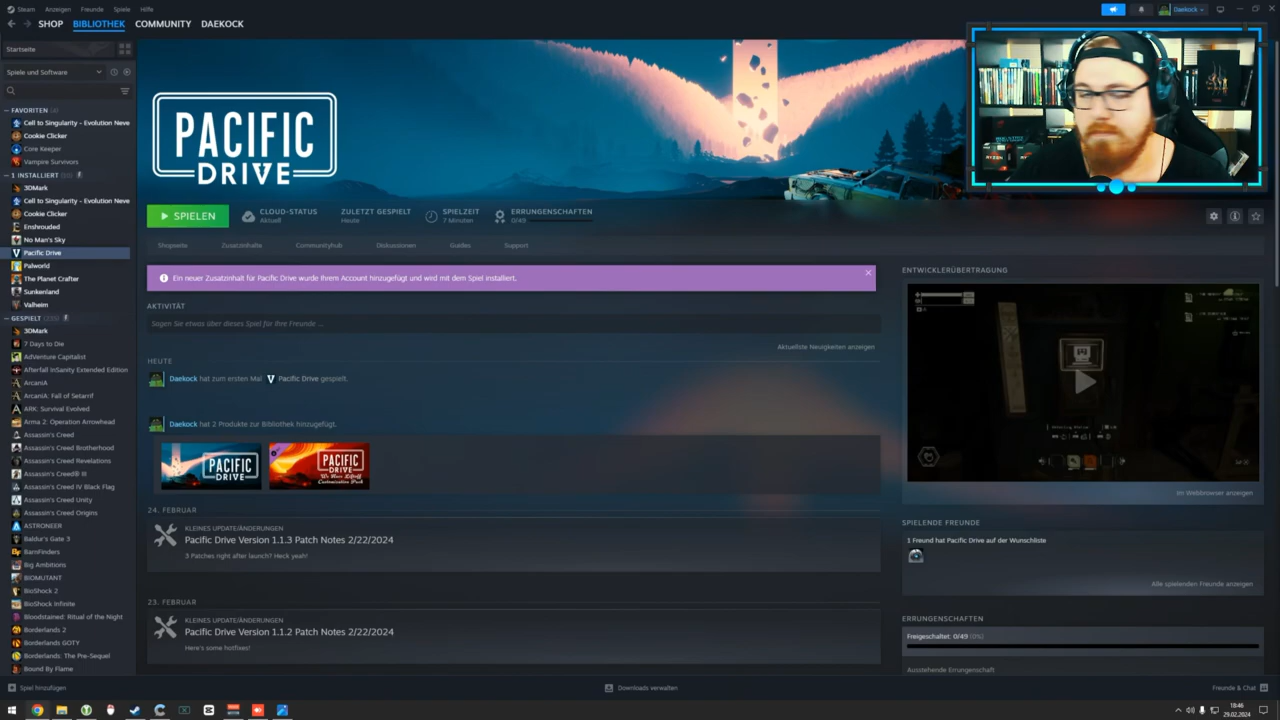 Steam Anzeigen Freunde Spiele Hilfe
Daekock
SHOP BIBLIOTHEK COMMUNITY DAEKOCK
Startseite
Spiele und Software
FAVORITEN (4)
Cell to Singularity - Evolution Neve
Cookie Clicker
Core Keeper
Vampire Survivors
1 INSTALLIERT (10)
3DMark
Cell to Singularity - Evolution Neve
Cookie Clicker
Enshrouded
No Man's Sky
Pacific Drive
Palworld
The Planet Crafter
Sunkenland
Valheim
GESPIELT
3DMark
7 Days to Die
AdVenture Capitalist
Afterfall InSanity Extended Edition
ArcaniA
ArcaniA: Fall of Setarrif
ARK: Survival Evolved
Arma 2: Operation Arrowhead
Assassin's Creed
Assassin's Creed Brotherhood
Assassin's Creed Revelations
Assassin's Creed® III
Assassin's Creed IV Black Flag
Assassin's Creed Unity
Assassin's Creed Origins
ASTRONEER
Baldur's Gate 3
BarnFinders
Big Ambitions
BIOMUTANT
BioShock 2
BioShock Infinite
Bloodstained: Ritual of the Night
Borderlands 2
Borderlands GOTY
Borderlands: The Pre-Sequel
Bound By Flame
Spiel hinzufügen
PACIFIC
DRIVE
SPIELEN
CLOUD-STATUS
Aktuell
ZULETZT GESPIELT
Heute
SPIELZEIT
7 Minuten
ERRUNGENSCHAFTEN
0/49
Shopseite Zusatzinhalte Communityhub Diskussionen Guides Support
Ein neuer Zusatzinhalt für Pacific Drive wurde Ihrem Account hinzugefügt und wird mit dem Spiel installiert.
AKTIVITÄT
Sagen Sie etwas über dieses Spiel für Ihre Freunde ...
Aktuellste Neuigkeiten anzeigen
HEUTE
Daekock hat zum ersten Mal Pacific Drive gespielt.
Daekock hat 2 Produkte zur Bibliothek hinzugefügt.
PACIFIC
DRIVE
PACIFIC
DRIVE
Customization Pack
24. FEBRUAR
KLEINES UPDATE/ÄNDERUNGEN
Pacific Drive Version 1.1.3 Patch Notes 2/22/2024
3 Patches right after launch? Heck yeah!
23. FEBRUAR
KLEINES UPDATE/ÄNDERUNGEN
Pacific Drive Version 1.1.2 Patch Notes 2/22/2024
Here's some hotfixes!
ENTWICKLERÜBERTRAGUNG
Im Webbrowser anzeigen
SPIELENDE FREUNDE
1 Freund hat Pacific Drive auf der Wunschliste
Alle spielenden Freunde anzeigen
ERRUNGENSCHAFTEN
Freigeschaltet: 0/49 (0%)
Ausstehende Errungenschaft
Downloads verwalten
Freunde & Chat
18:46
29.02.2024